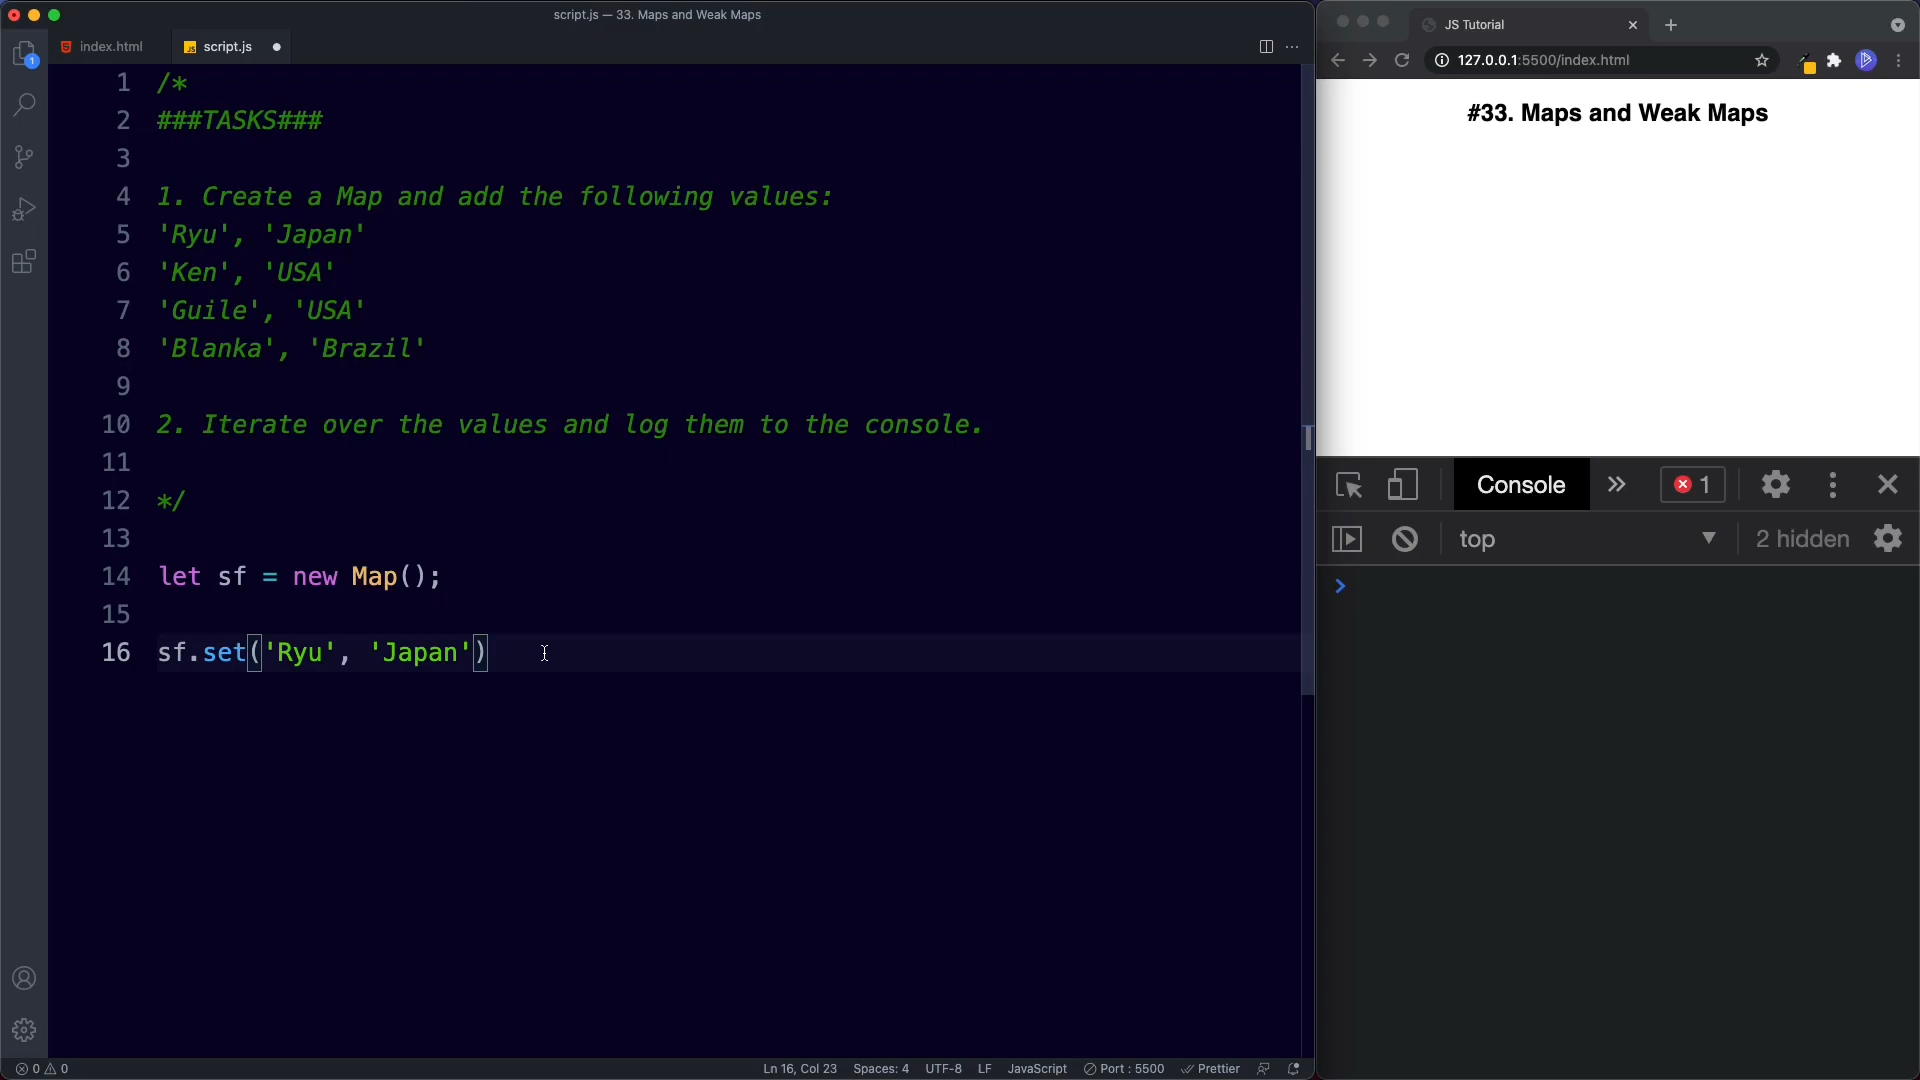 script.js — 33. Maps and Weak Maps
index.html
script.js
1
1 /*
2 ###TASKS###
3
4 1. Create a Map and add the following values:
5 'Ryu', 'Japan'
6 'Ken', 'USA'
7 'Guile', 'USA'
8 'Blanka', 'Brazil'
9
10 2. Iterate over the values and log them to the console.
11
12 */
13
14 let sf = new Map();
15
16 sf.set('Ryu', 'Japan')
0 0
Ln 16, Col 23 Spaces: 4 UTF-8 LF JavaScript Port : 5500 Prettier
JS Tutorial
127.0.0.1:5500/index.html
#33. Maps and Weak Maps
Console 1
top 2 hidden